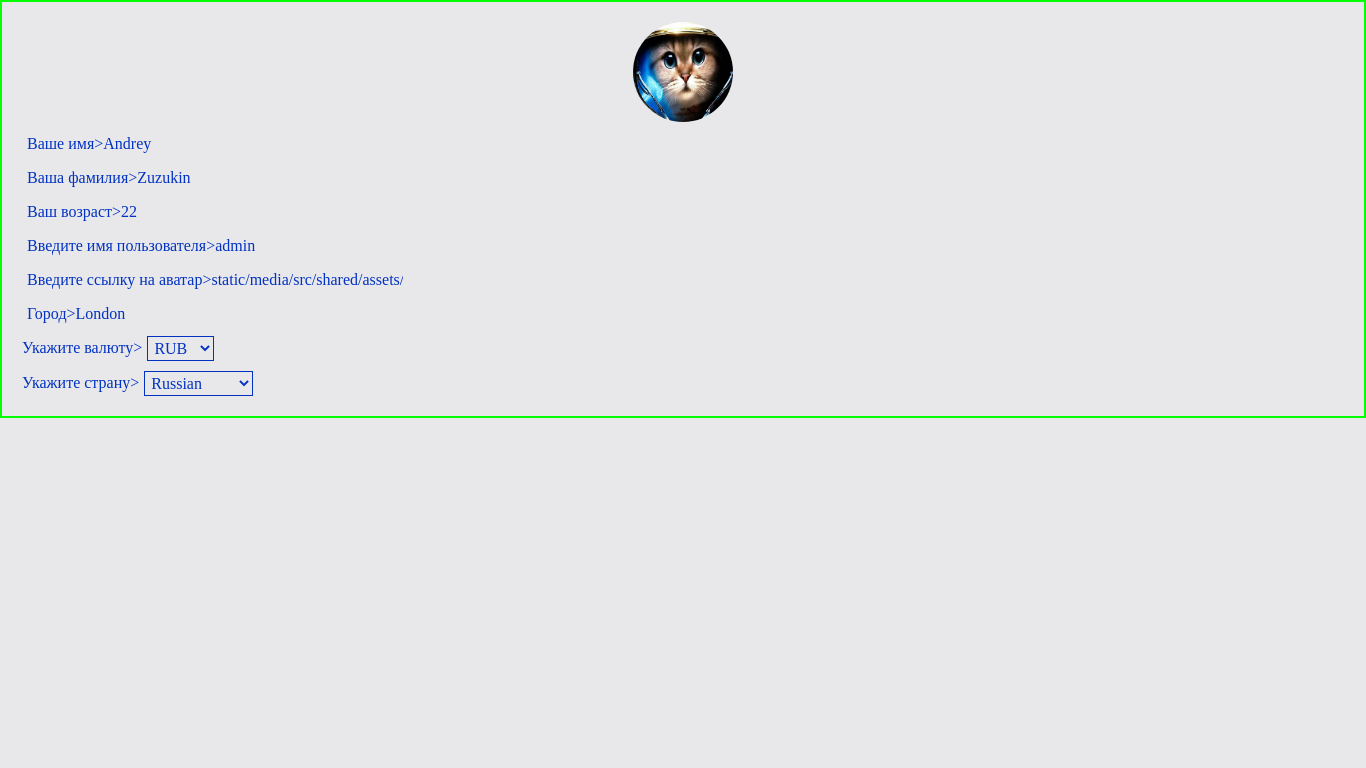 Ваше имя>Andrey
Ваша фамилия>Zuzukin
Ваш возраст>22
Введите имя пользователя>admin
Введите ссылку на аватар>static/media/src/shared/assets/
Город>London
Укажите валюту> RUB
Укажите страну> Russian